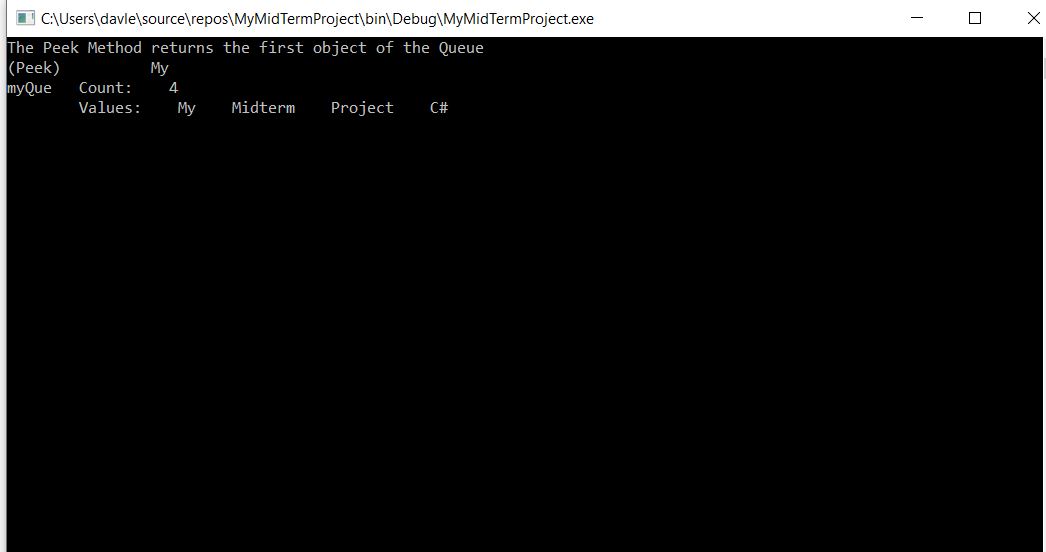 C:\Users\davle\source\repos\MyMidTermProject\bin\Debug\MyMidTermProject.exe
The Peek Method returns the first object of the Queue
(Peek)          My
myQue   Count:    4
        Values:    My    Midterm    Project    C#